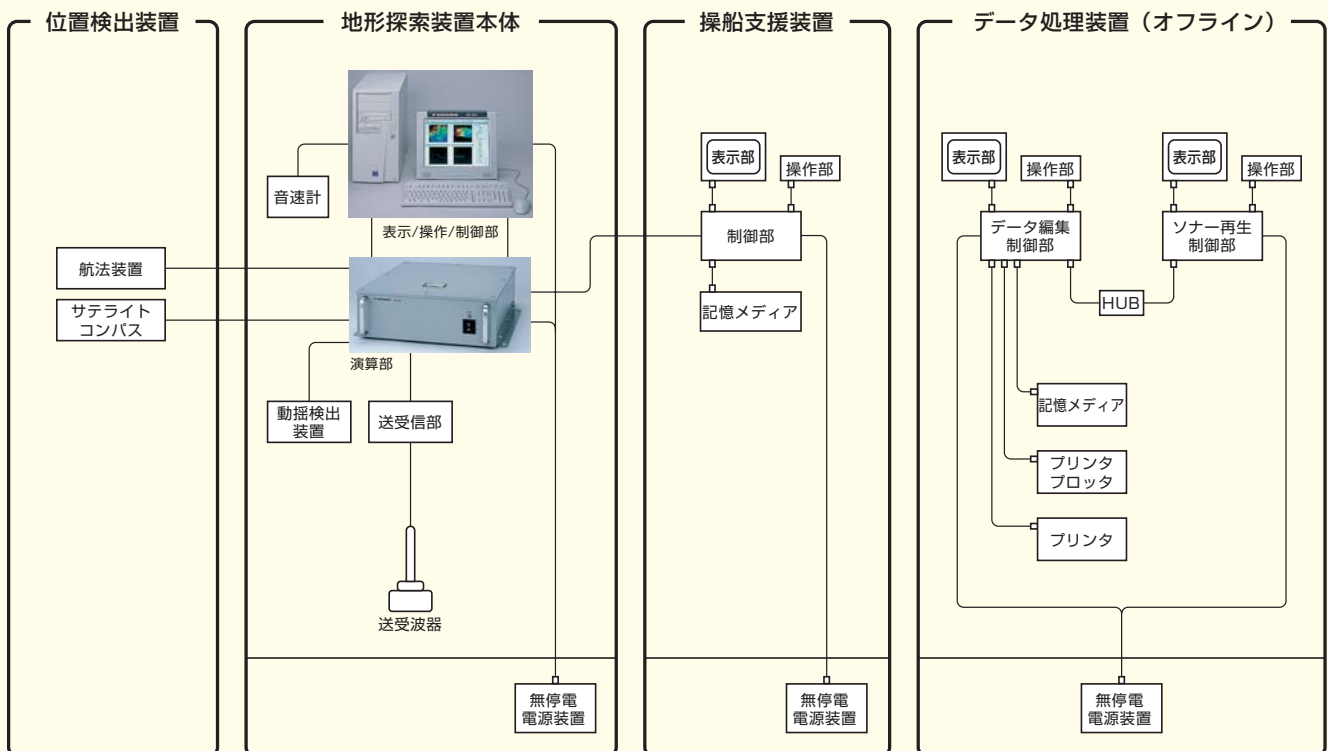 位置検出装置
地形探索装置本体
操船支援装置
データ処理装置（オフライン）
航法装置
サテライト
コンパス
音速計
表示/操作/制御部
演算部
動揺検出
装置
送受信部
送受波器
無停電
電源装置
表示部
操作部
制御部
記憶メディア
無停電
電源装置
表示部
操作部
データ編集
制御部
表示部
操作部
ソナー再生
制御部
HUB
記憶メディア
プリンタ
プロッタ
プリンタ
無停電
電源装置